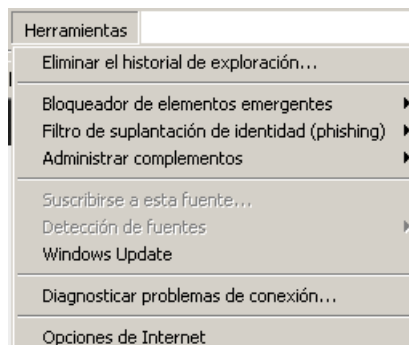 Herramientas
Eliminar el historial de exploración...
Bloqueador de elementos emergentes
Filtro de suplantación de identidad (phishing)
Administrar complementos
Suscribirse a esta fuente...
Detección de fuentes
Windows Update
Diagnosticar problemas de conexión...
Opciones de Internet